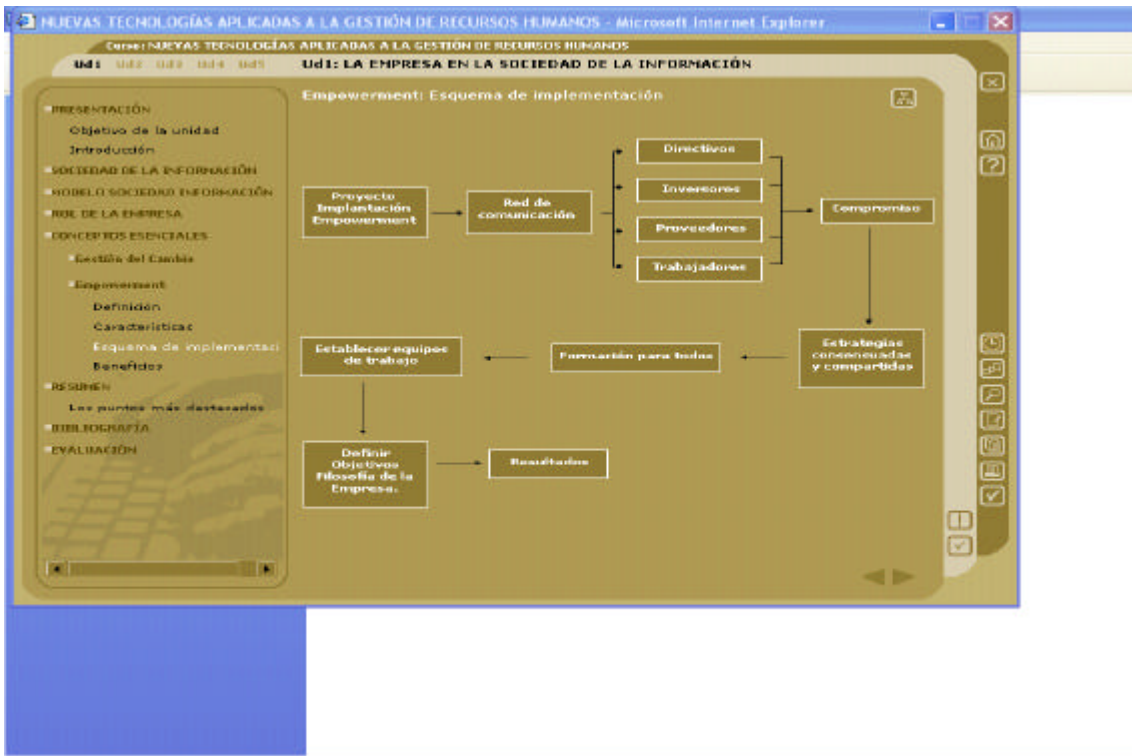 NUEVAS TECNOLOGÍAS APLICADAS A LA GESTIÓN DE RECURSOS HUMANOS - Microsoft Internet Explorer
Curso: NUEVAS TECNOLOGÍAS APLICADAS A LA GESTIÓN DE RECURSOS HUMANOS
Ud1 Ud2 Ud3 Ud4 Ud5
Ud1: LA EMPRESA EN LA SOCIEDAD DE LA INFORMACIÓN
PRESENTACIÓN
Objetivo de la unidad
Introducción
SOCIEDAD DE LA INFORMACIÓN
MODELO SOCIEDAD INFORMACIÓN
ROL DE LA EMPRESA
CONCEPTOS ESENCIALES
Gestión del Cambio
Empowerment
Definición
Características
Esquema de implementaci
Beneficios
RESUMEN
Los puntos más destacados
BIBLIOGRAFÍA
EVALUACIÓN
Empowerment: Esquema de implementación
Proyecto
Implantación
Empowerment
Red de
comunicación
Directivos
Inversores
Proveedores
Trabajadores
Compromiso
Estrategias
consensuadas
y compartidas
Formación para todos
Establecer equipos
de trabajo
Definir
Objetivos
Filosofía de la
Empresa.
Resultados